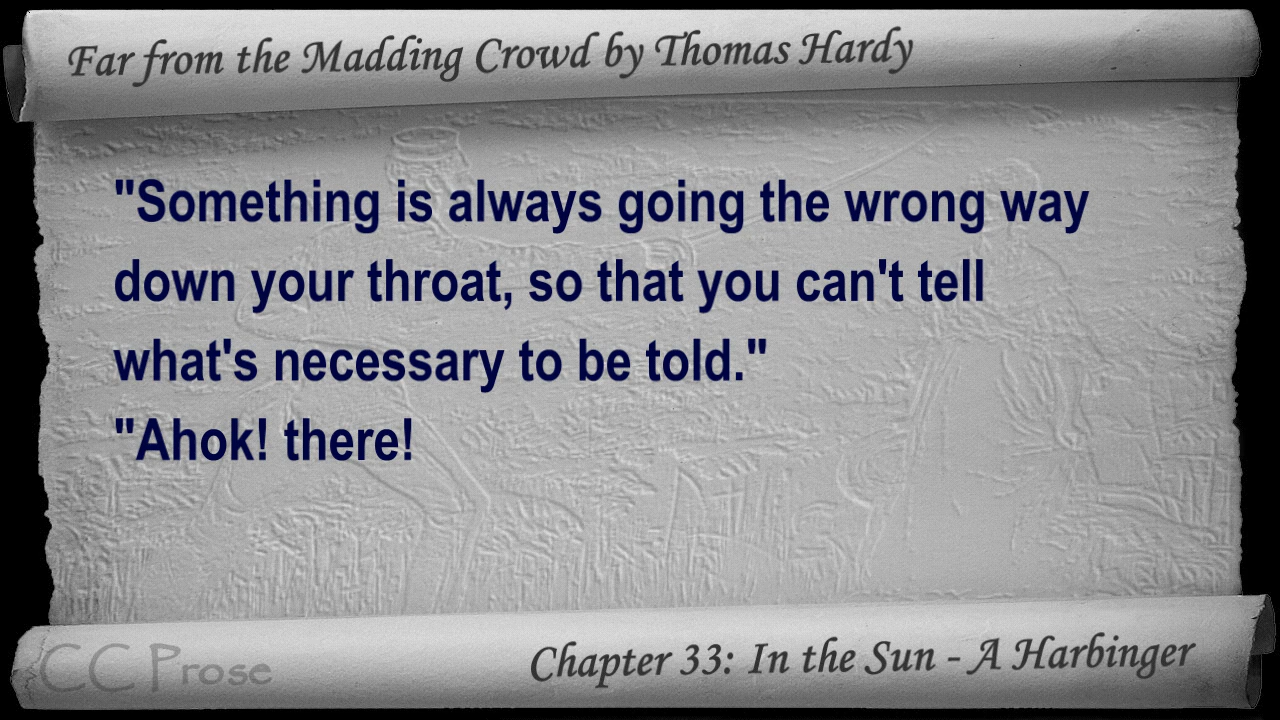 Far from the Madding Crowd by Thomas Hardy
"Something is always going the wrong way
down your throat, so that you can't tell
what's necessary to be told."
"Ahok! there!
CC Prose
Chapter 33: In the Sun - A Harbinger